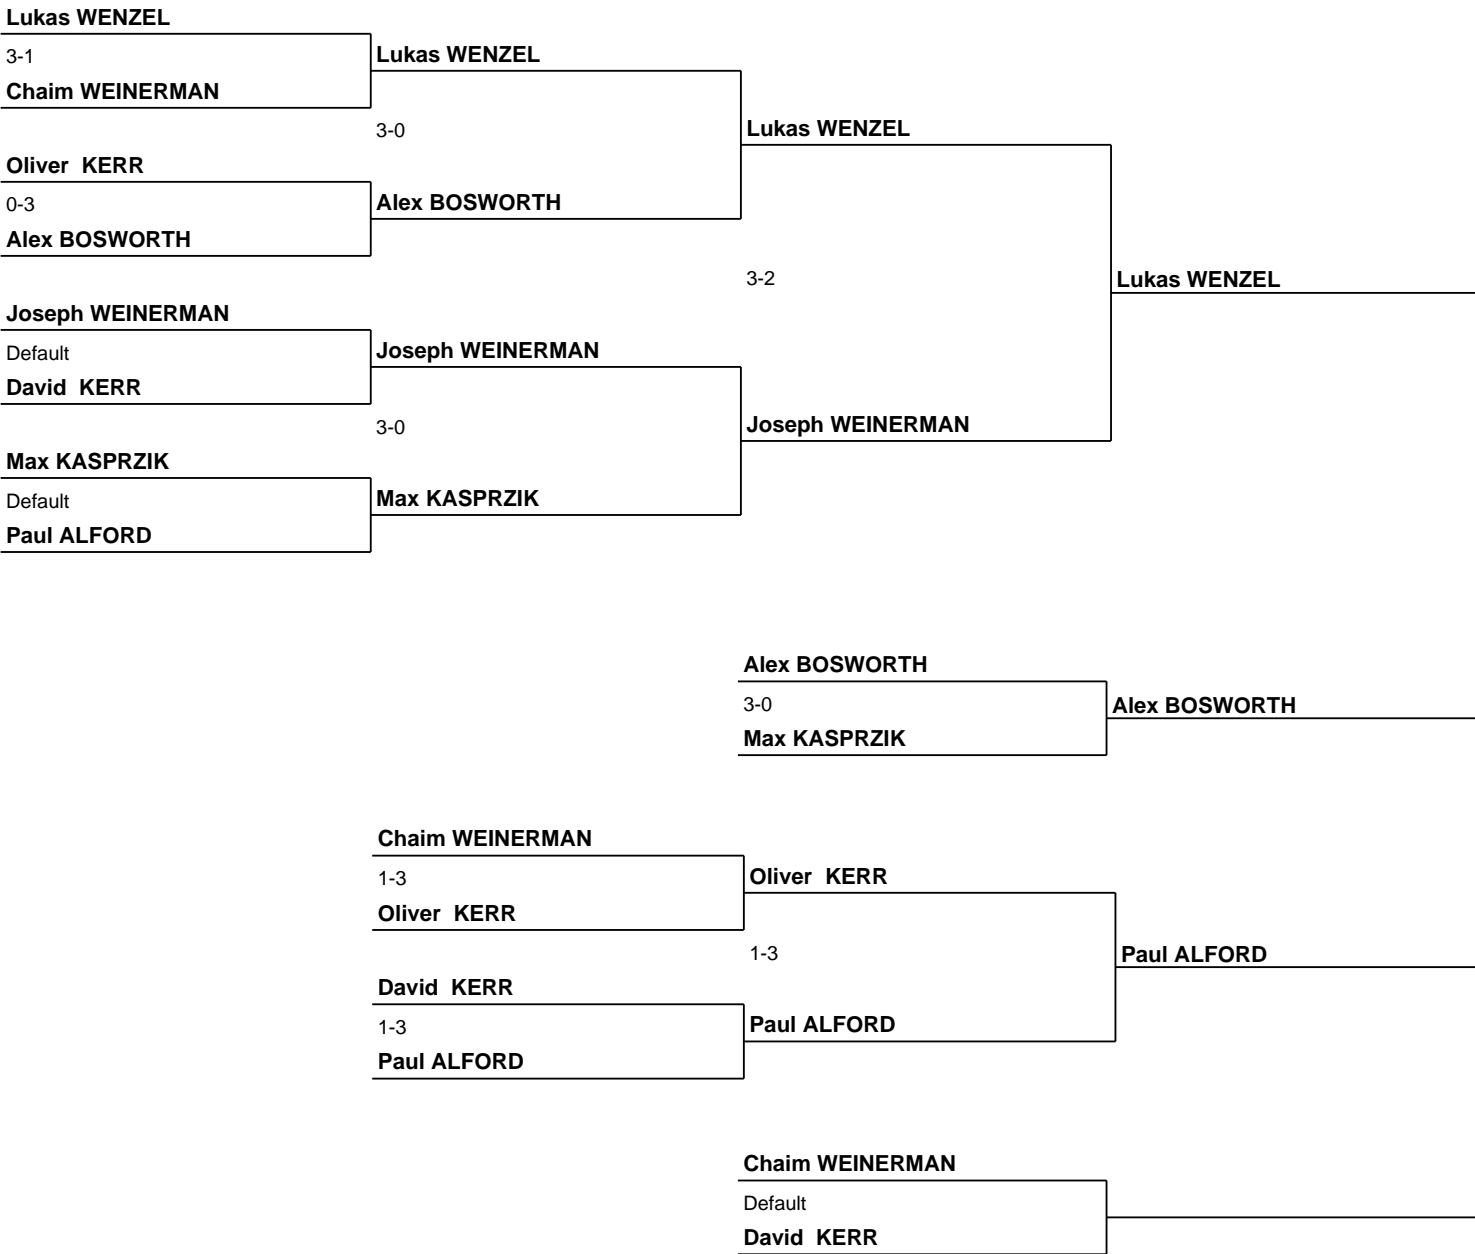 Lukas WENZEL
3-1
Lukas WENZEL
Chaim WEINERMAN
3-0
Lukas WENZEL
Oliver  KERR
0-3
Alex BOSWORTH
Alex BOSWORTH
3-2
Lukas WENZEL
Joseph WEINERMAN
Default
Joseph WEINERMAN
David  KERR
3-0
Joseph WEINERMAN
Max KASPRZIK
Default
Max KASPRZIK
Paul ALFORD
Alex BOSWORTH
3-0
Alex BOSWORTH
Max KASPRZIK
Chaim WEINERMAN
1-3
Oliver  KERR
Oliver  KERR
1-3
Paul ALFORD
David  KERR
1-3
Paul ALFORD
Paul ALFORD
Chaim WEINERMAN
Default
David  KERR